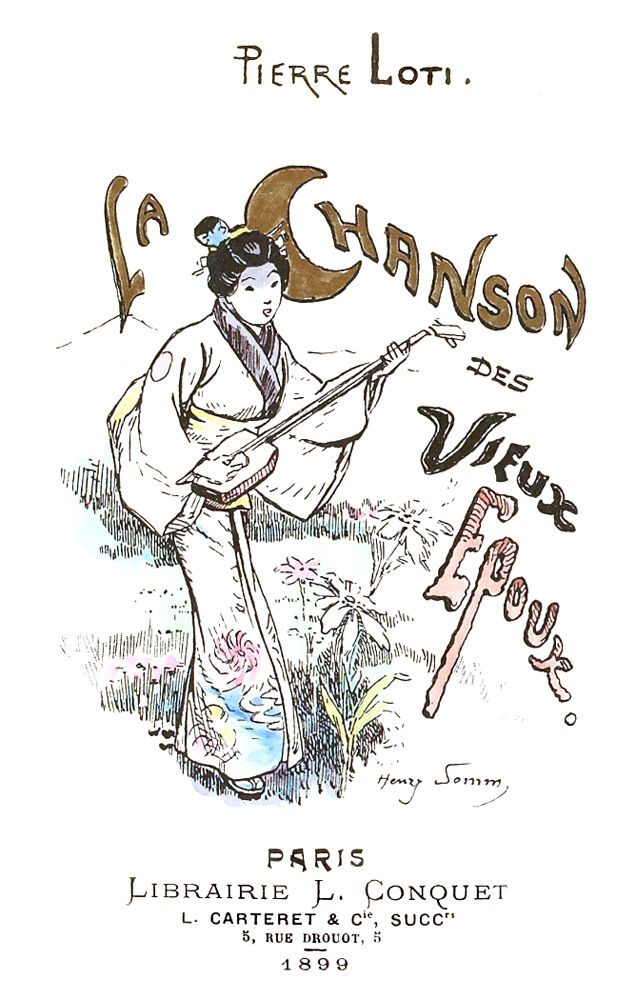 PIERRE LOTI.
LA CHANSON
DES
VIEUX
EPOUX.
Henry Somm,
PARIS
LIBRAIRIE L. CONQUET
L. CARTERET & Cie, SUCCrs
5, RUE DROUOT, 5
1899